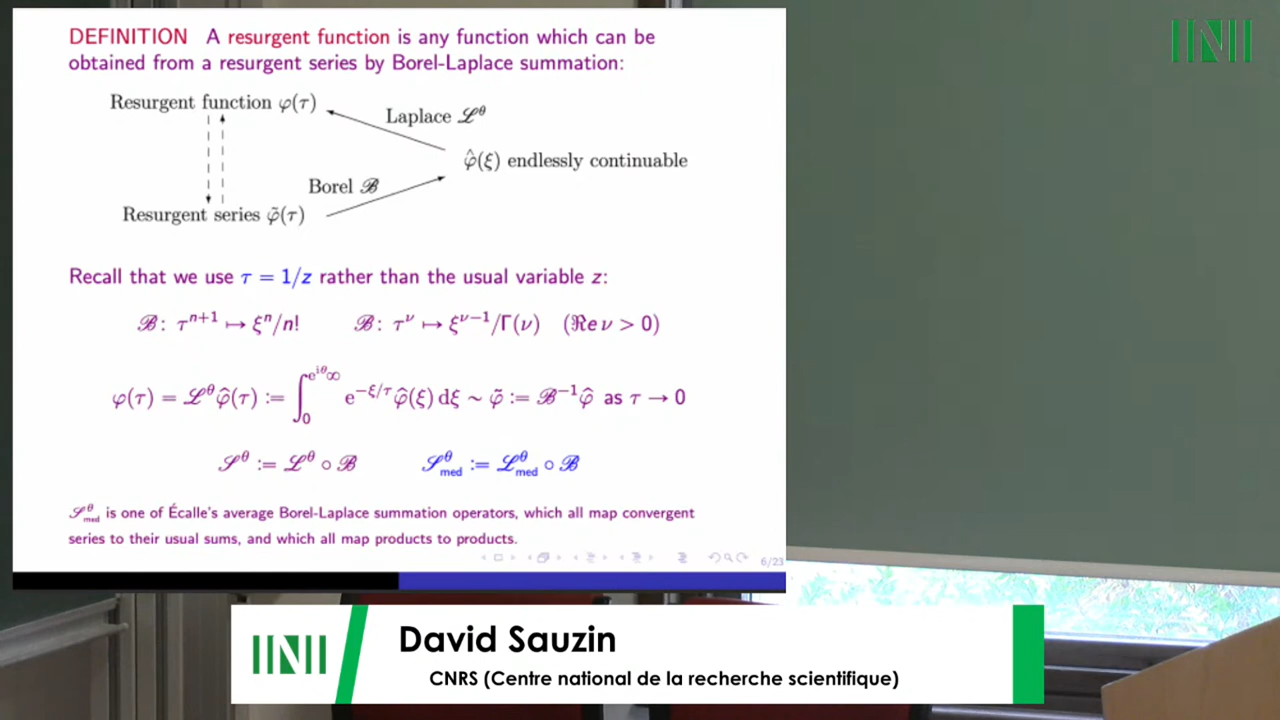 DEFINITION A resurgent function is any function which can be
obtained from a resurgent series by Borel-Laplace summation:
Resurgent function φ(τ)
Laplace ℒ^θ
φ̂(ξ) endlessly continuable
Borel ℬ
Resurgent series φ̃(τ)
Recall that we use τ = 1/z rather than the usual variable z:
ℬ: τ^{n+1} ↦ ξ^n/n! ℬ: τ^ν ↦ ξ^{ν−1}/Γ(ν) (ℜe ν > 0)
φ(τ) = ℒ^θ φ̂(τ) := ∫_0^{e^{iθ}∞} e^{−ξ/τ} φ̂(ξ) dξ ∼ φ̃ := ℬ^{−1}φ̂ as τ → 0
𝒮^θ := ℒ^θ ∘ ℬ 𝒮^θ_med := ℒ^θ_med ∘ ℬ
𝒮^θ_med is one of Écalle's average Borel-Laplace summation operators, which all map convergent
series to their usual sums, and which all map products to products.
6/23
INI
INI
David Sauzin
CNRS (Centre national de la recherche scientifique)